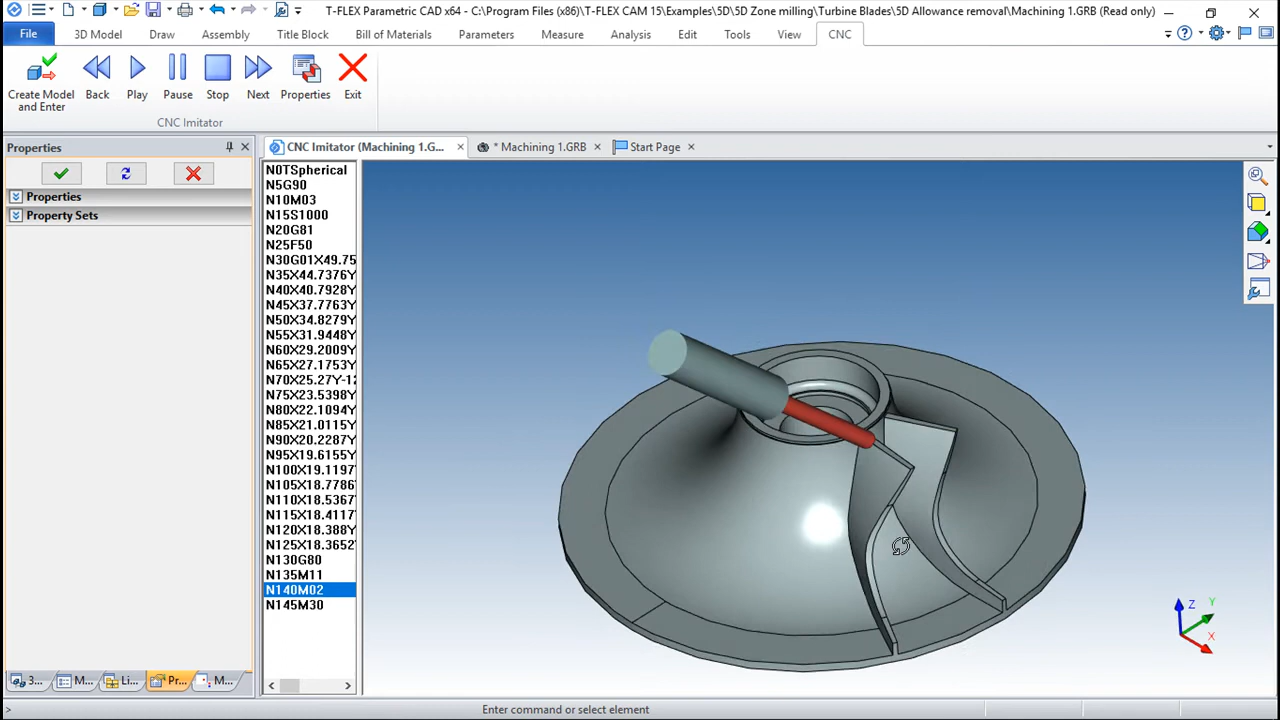 T-FLEX Parametric CAD x64 - C:\Program Files (x86)\T-FLEX CAM 15\Examples\5D\5D Zone milling\Turbine Blades\5D Allowance removal\Machining 1.GRB (Read only)
File 3D Model Draw Assembly Title Block Bill of Materials Parameters Measure Analysis Edit Tools View CNC
Create Model and Enter
Back
Play
Pause
Stop
Next
Properties
Exit
CNC Imitator
Properties
CNC Imitator (Machining 1.G...
* Machining 1.GRB
Start Page
Properties
Property Sets
N0TSpherical
N5G90
N10M03
N15S1000
N20G81
N25F50
N30G01X49.75
N35X44.7376Y
N40X40.7928Y
N45X37.7763Y
N50X34.8279Y
N55X31.9448Y
N60X29.2009Y
N65X27.1753Y
N70X25.27Y-12
N75X23.5398Y
N80X22.1094Y
N85X21.0115Y
N90X20.2287Y
N95X19.6155Y
N100X19.1197
N105X18.7786
N110X18.5367
N115X18.4117
N120X18.388Y
N125X18.3652
N130G80
N135M11
N140M02
N145M30
Z
Y
X
3... M... Li... Pr... M...
> Enter command or select element